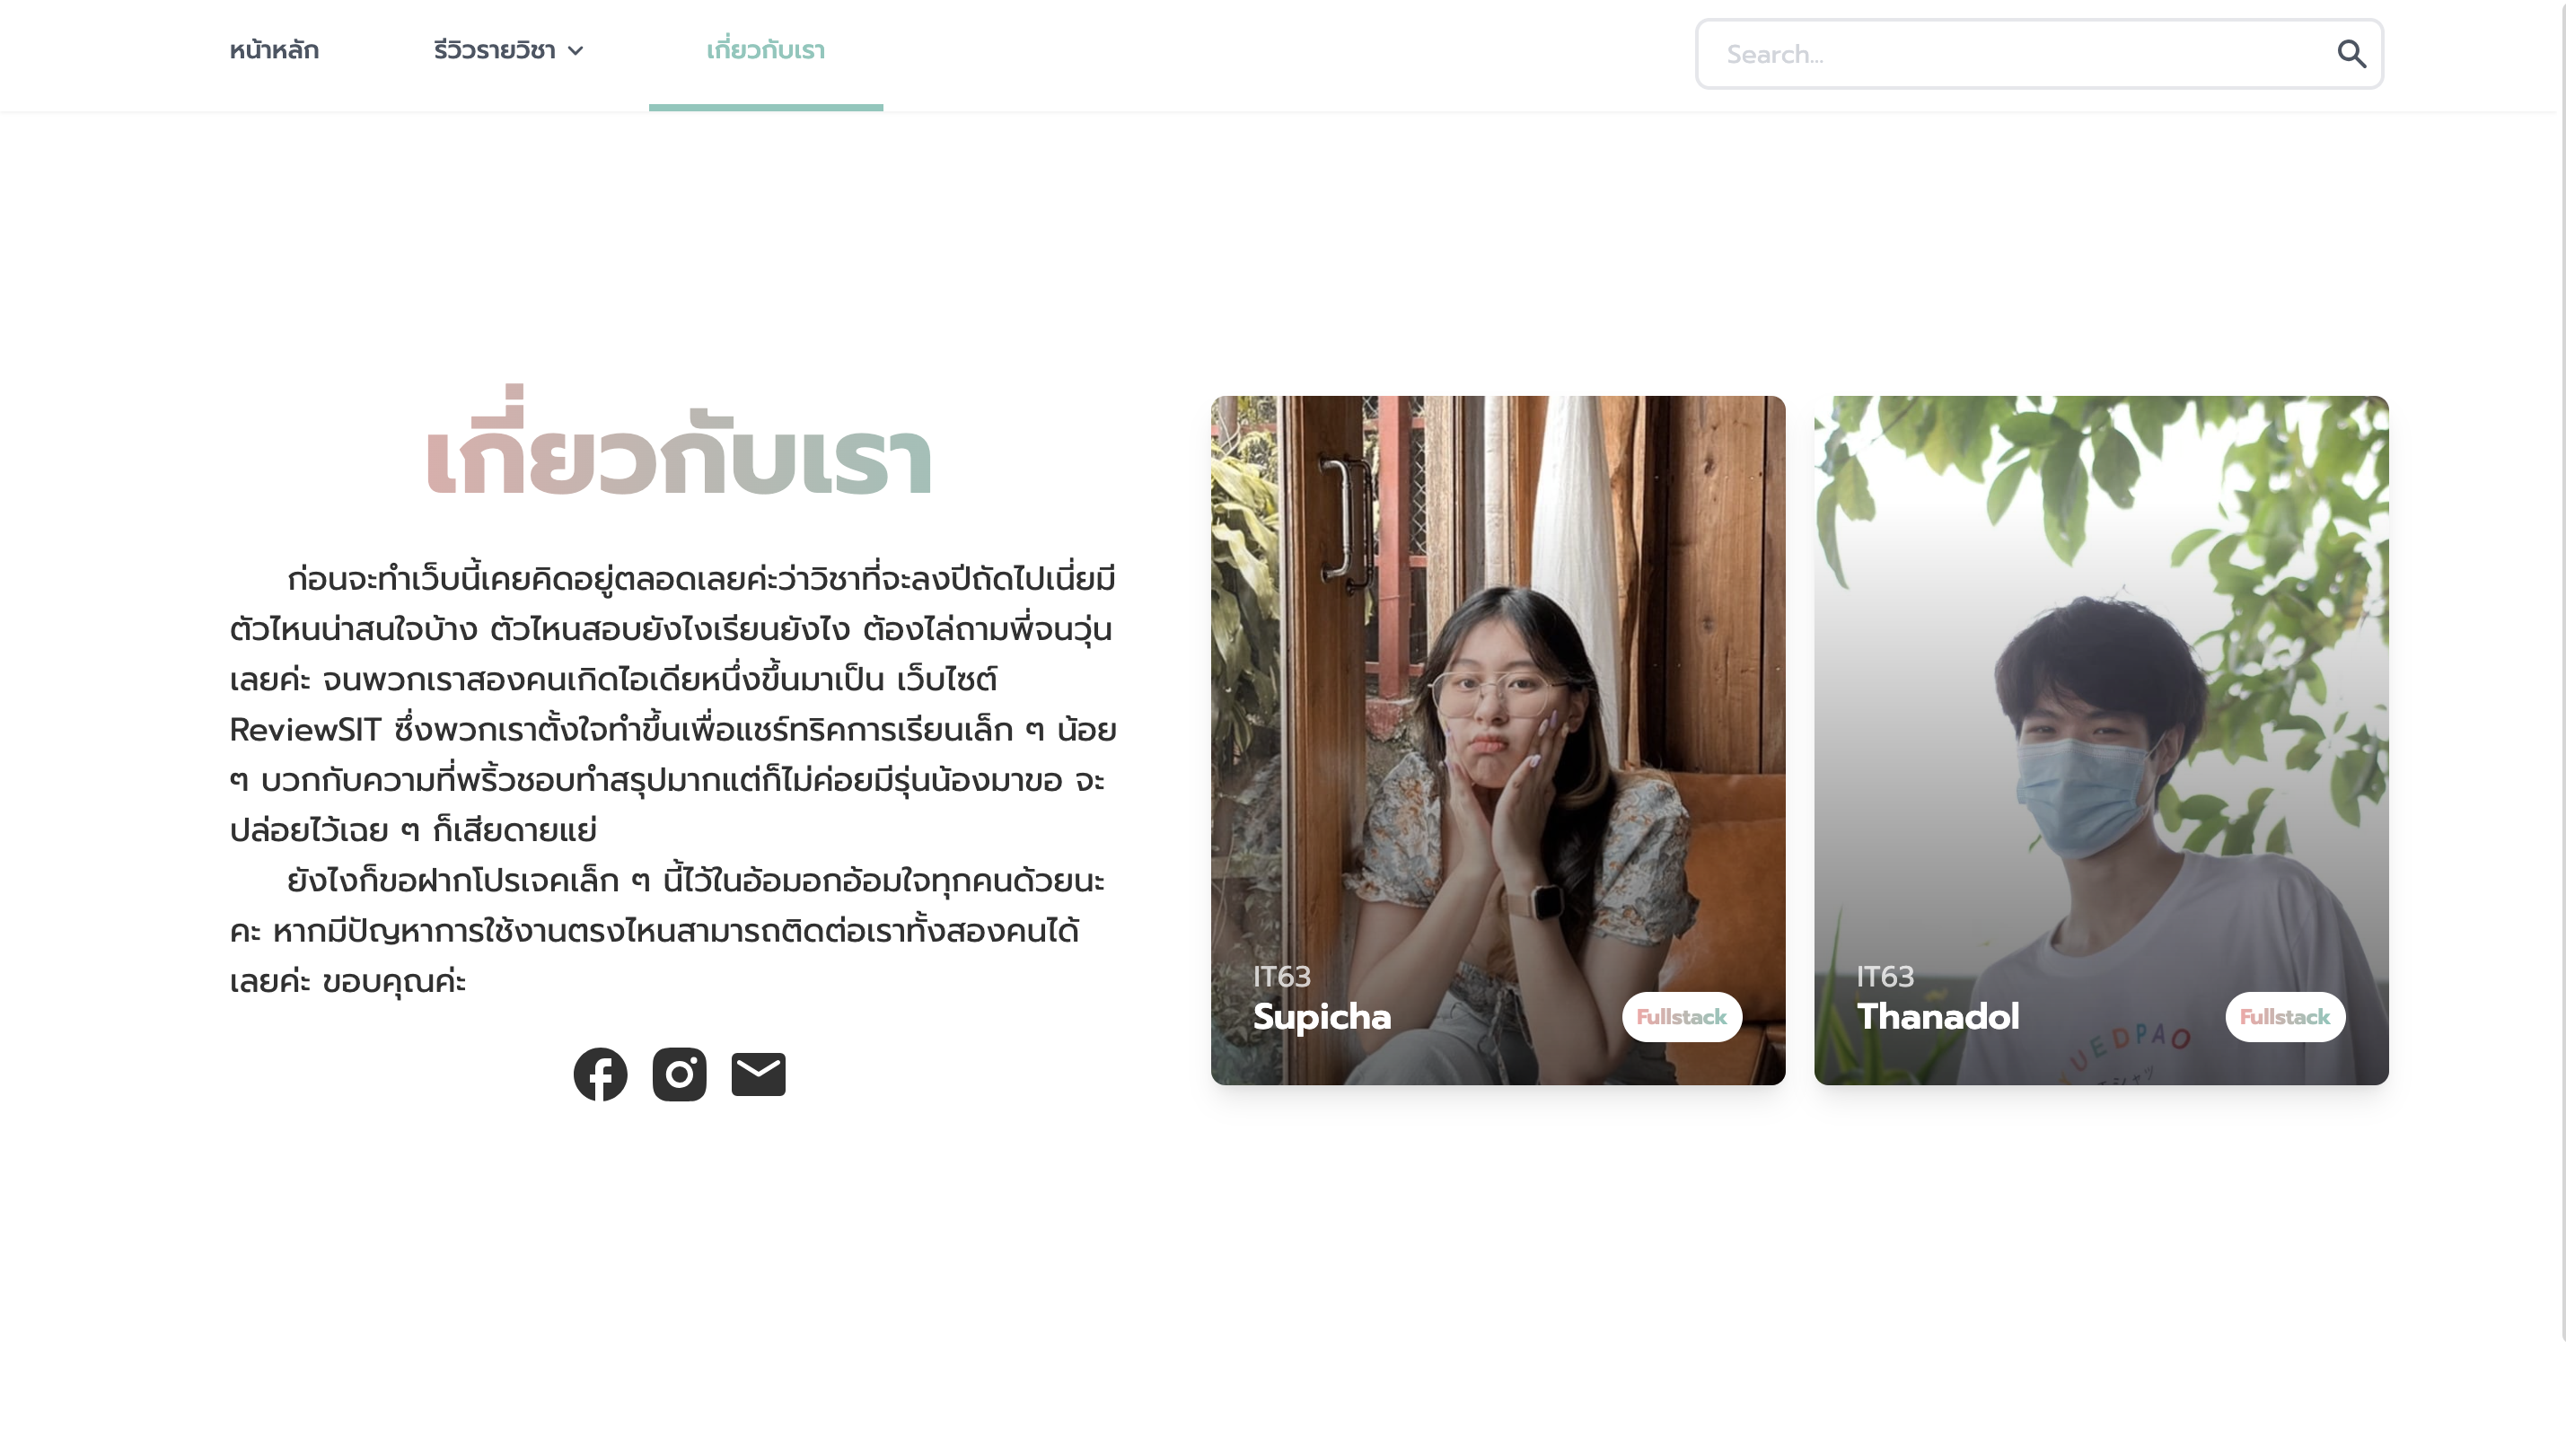 หน้าหลัก
รีวิวรายวิชา
เกี่ยวกับเรา
Search...
เกี่ยวกับเรา
ก่อนจะทำเว็บนี้เคยคิดอยู่ตลอดเลยค่ะว่าวิชาที่จะลงปีถัดไปเนี่ยมี
ตัวไหนน่าสนใจบ้าง ตัวไหนสอบยังไงเรียนยังไง ต้องไล่ถามพี่จนวุ่น
เลยค่ะ จนพวกเราสองคนเกิดไอเดียหนึ่งขึ้นมาเป็น เว็บไซต์
ReviewSIT ซึ่งพวกเราตั้งใจทำขึ้นเพื่อแชร์ทริคการเรียนเล็ก ๆ น้อย
ๆ บวกกับความที่พริ้วชอบทำสรุปมากแต่ก็ไม่ค่อยมีรุ่นน้องมาขอ จะ
ปล่อยไว้เฉย ๆ ก็เสียดายแย่
ยังไงก็ขอฝากโปรเจคเล็ก ๆ นี้ไว้ในอ้อมอกอ้อมใจทุกคนด้วยนะ
คะ หากมีปัญหาการใช้งานตรงไหนสามารถติดต่อเราทั้งสองคนได้
เลยค่ะ ขอบคุณค่ะ
IT63
Supicha
Fullstack
IT63
Thanadol
Fullstack
UEDPAO